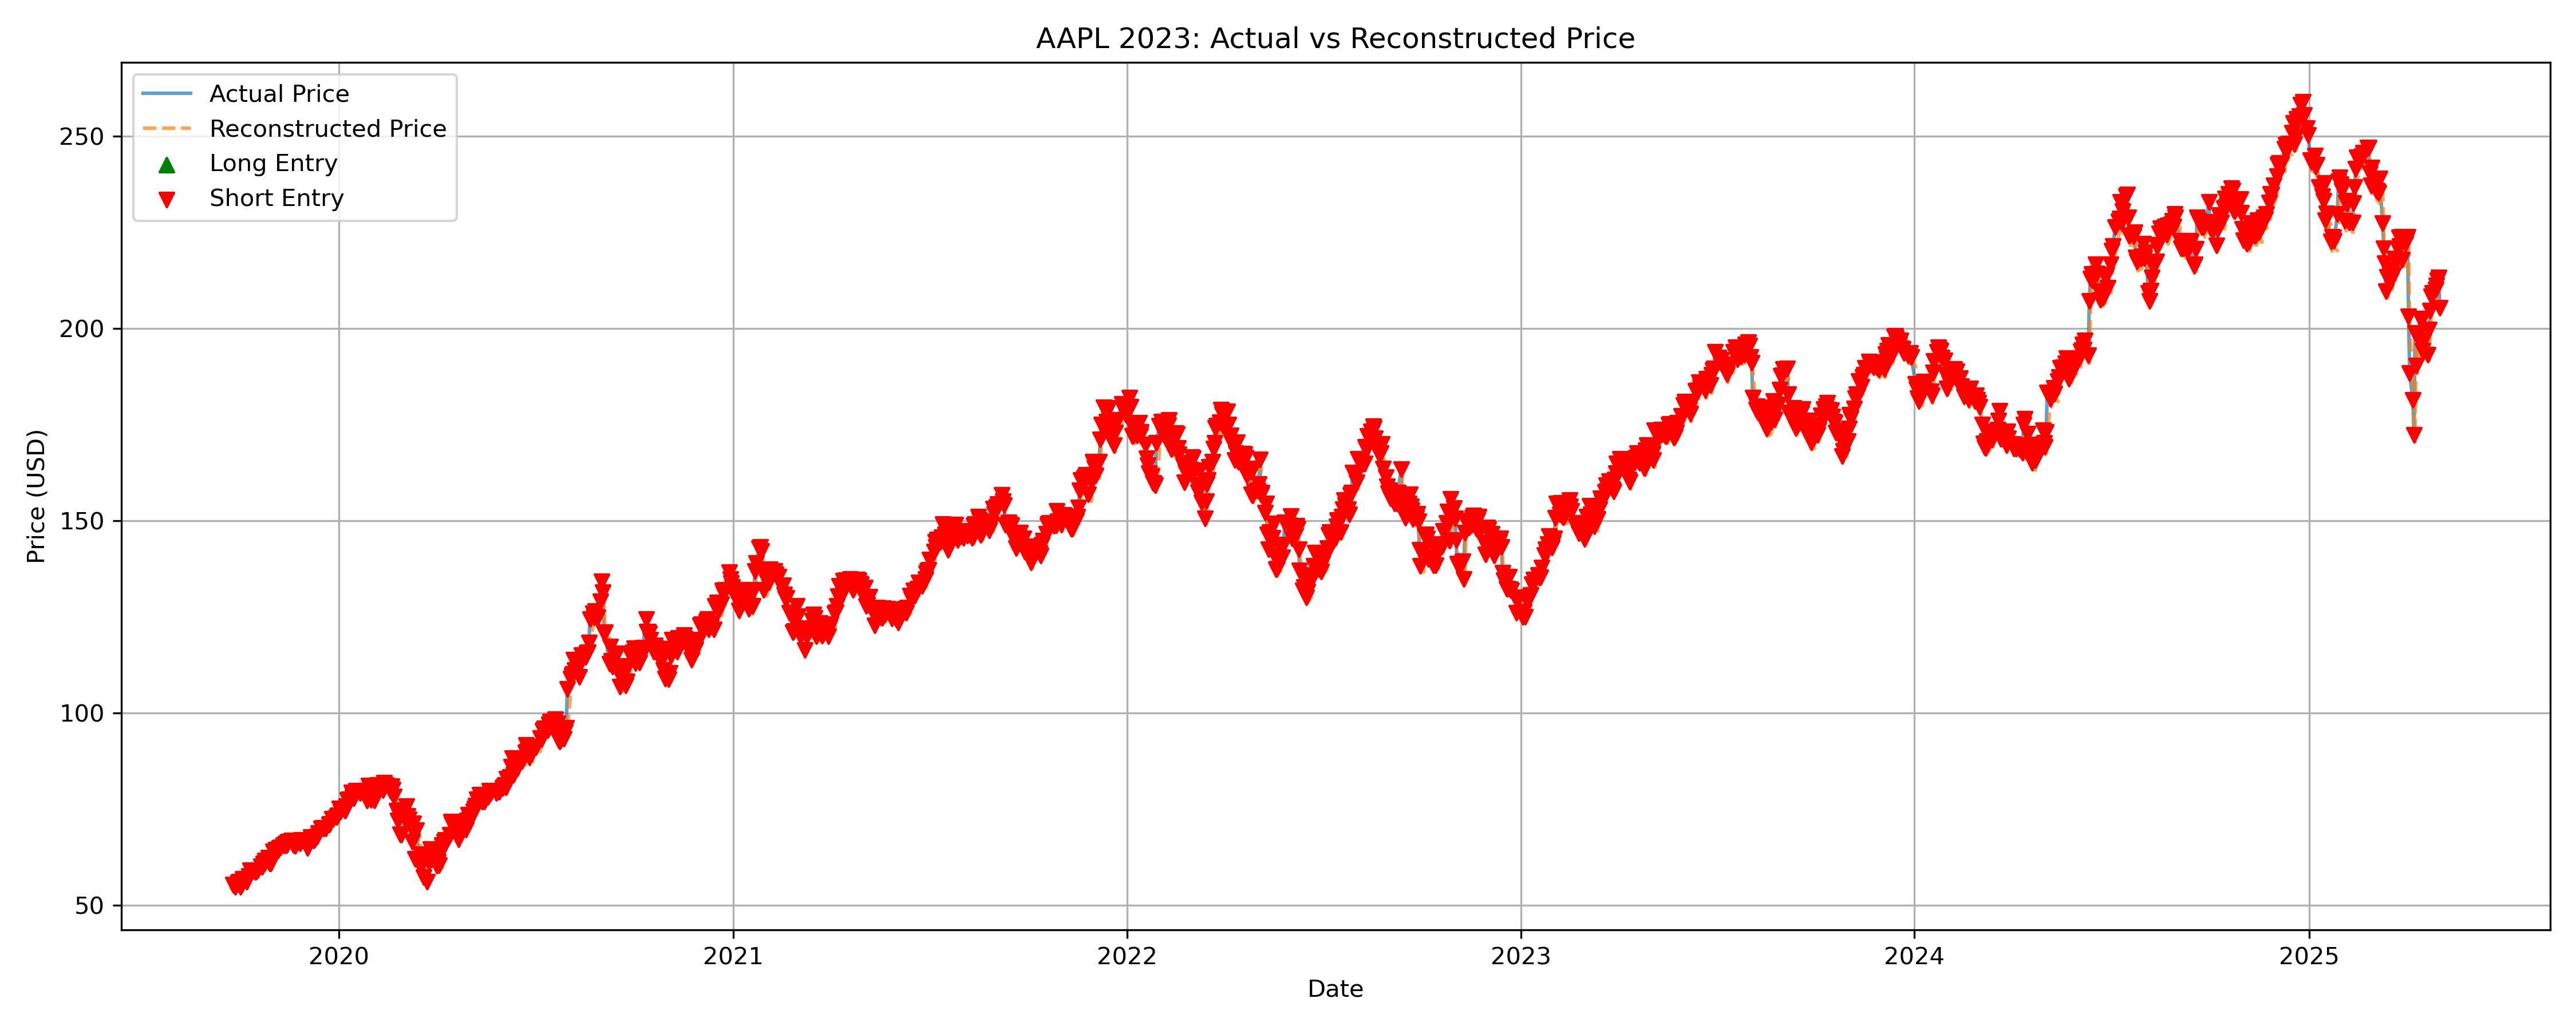 AAPL 2023: Actual vs Reconstructed Price
Actual Price
Reconstructed Price
Long Entry
Short Entry
Price (USD)
250
200
150
100
50
2020 2021 2022 2023 2024 2025
Date